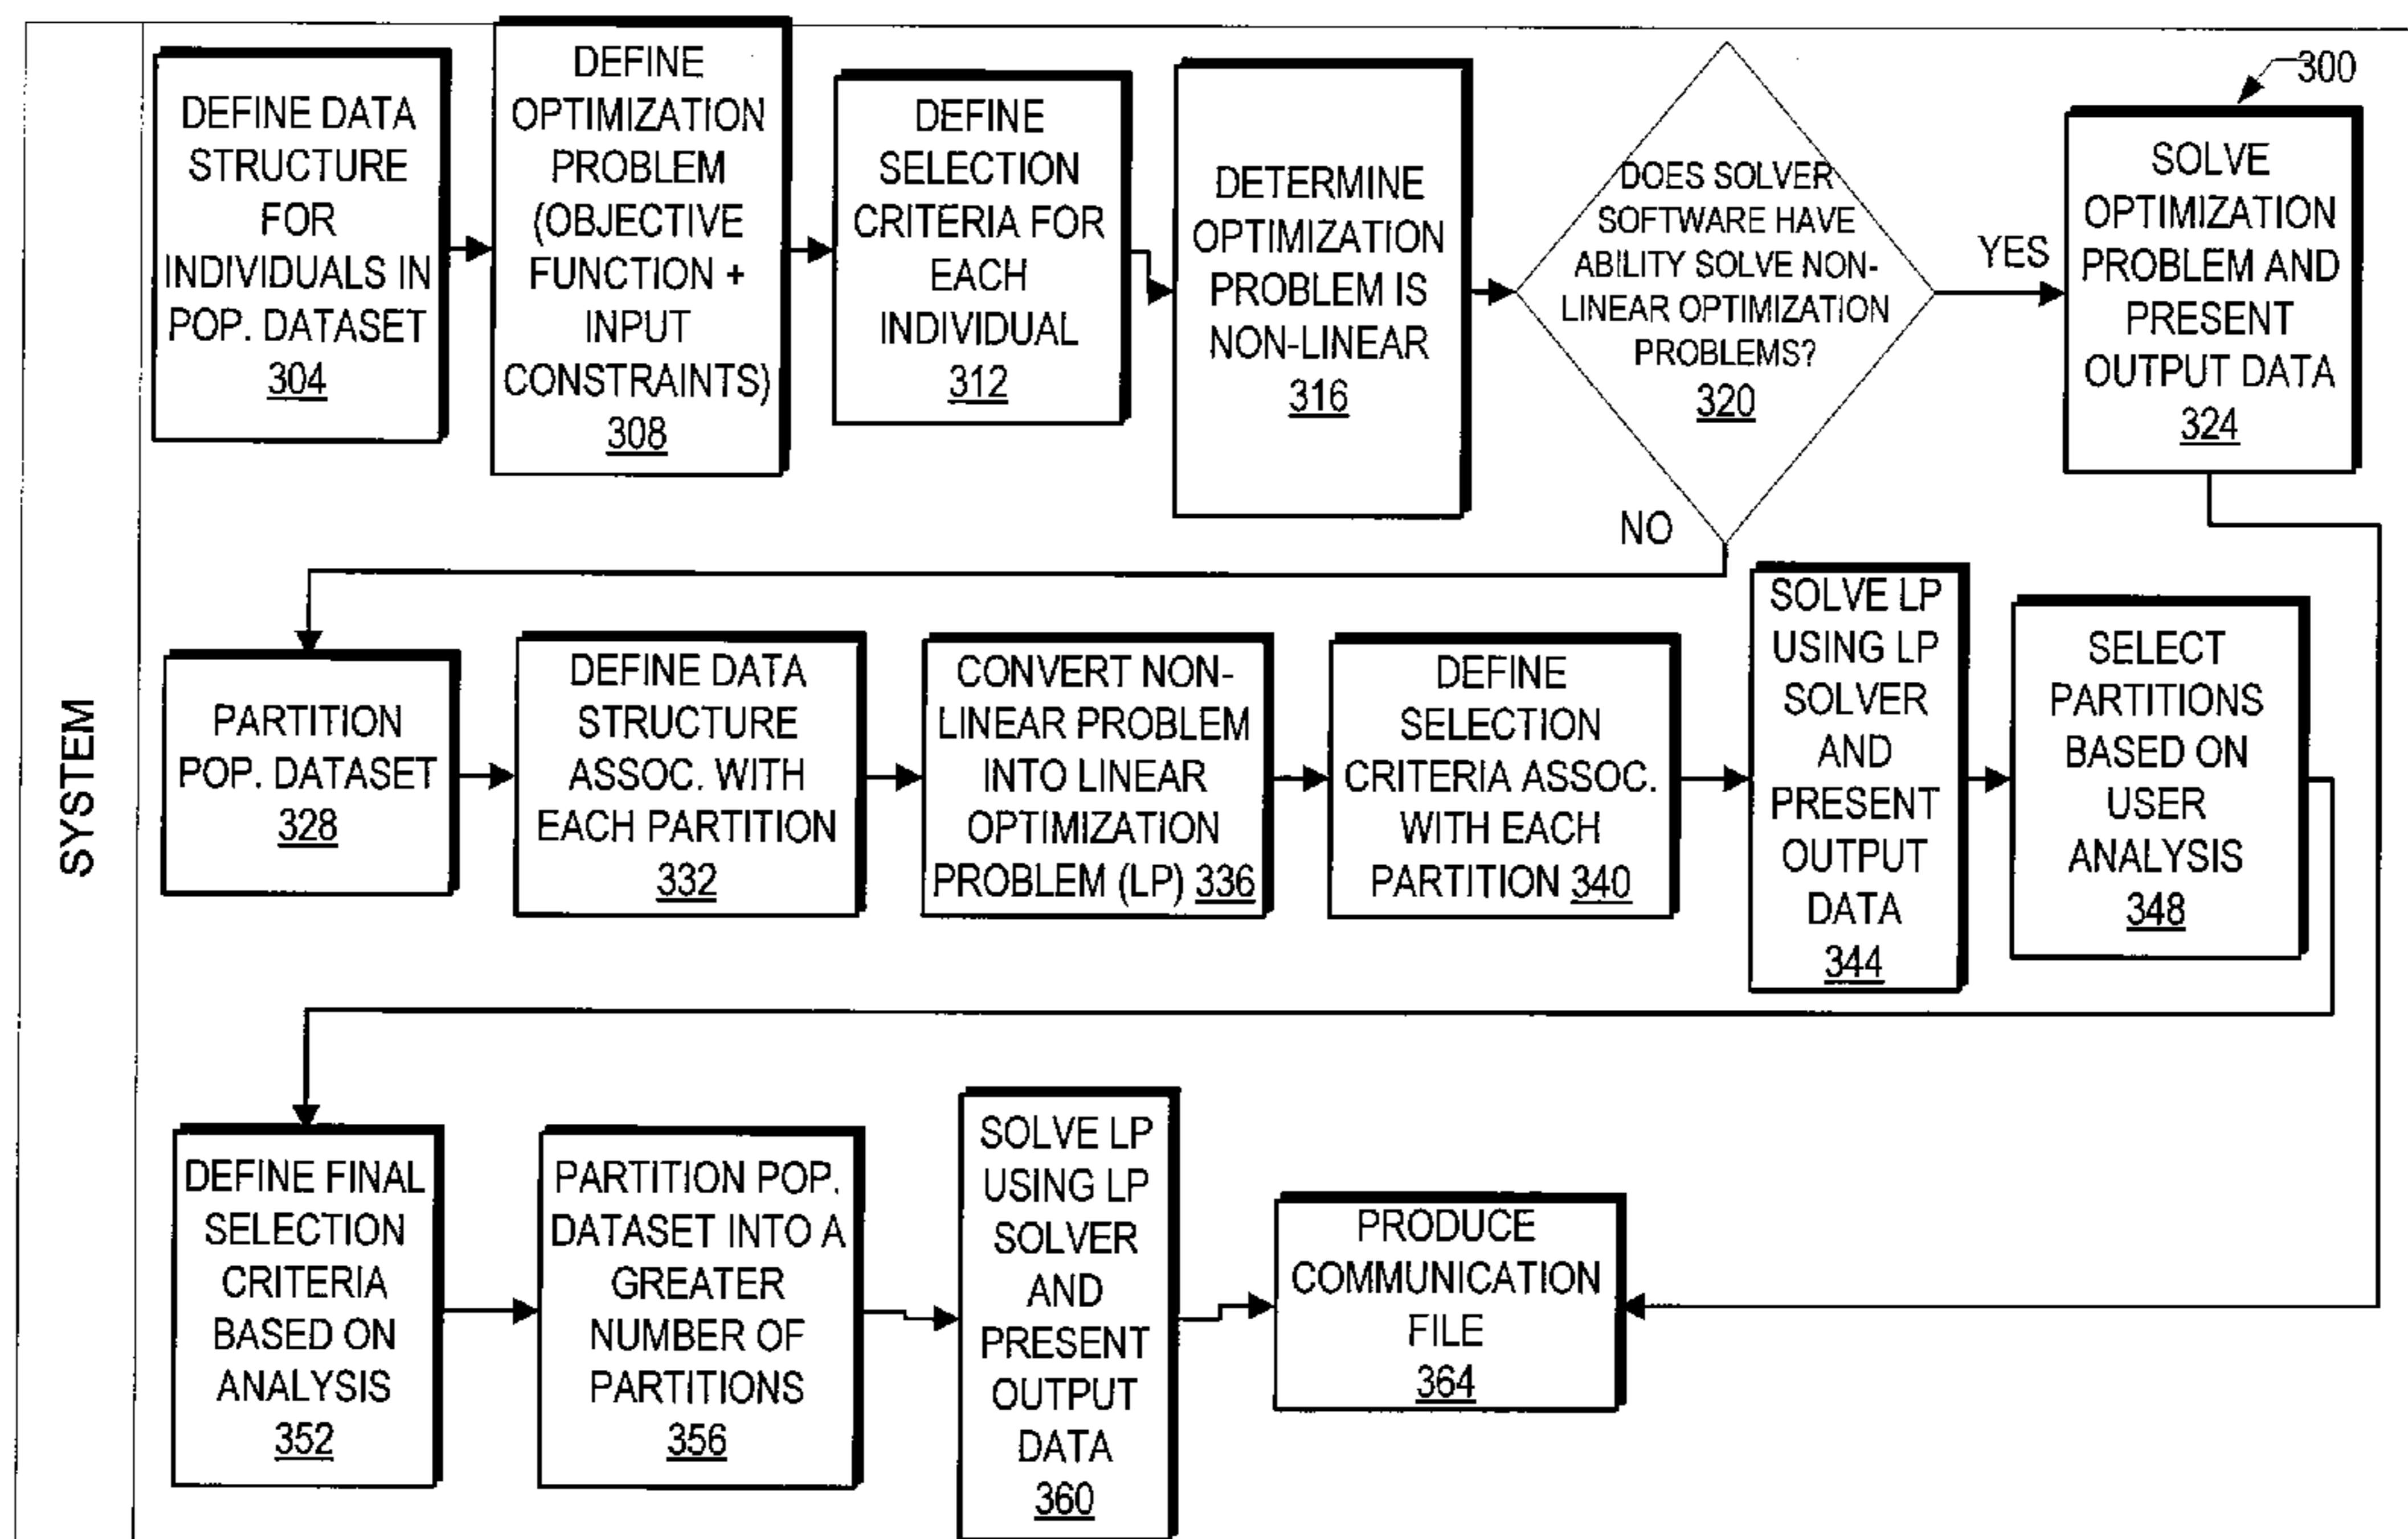 SYSTEM
DEFINE DATA
STRUCTURE
FOR
INDIVIDUALS IN
POP. DATASET
304
DEFINE
OPTIMIZATION
PROBLEM
(OBJECTIVE
FUNCTION +
INPUT
CONSTRAINTS)
308
DEFINE
SELECTION
CRITERIA FOR
EACH
INDIVIDUAL
312
DETERMINE
OPTIMIZATION
PROBLEM IS
NON-LINEAR
316
DOES SOLVER
SOFTWARE HAVE
ABILITY SOLVE NON-
LINEAR OPTIMIZATION
PROBLEMS?
320
YES
NO
300
SOLVE
OPTIMIZATION
PROBLEM AND
PRESENT
OUTPUT DATA
324
PARTITION
POP. DATASET
328
DEFINE DATA
STRUCTURE
ASSOC. WITH
EACH PARTITION
332
CONVERT NON-
LINEAR PROBLEM
INTO LINEAR
OPTIMIZATION
PROBLEM (LP) 336
DEFINE
SELECTION
CRITERIA ASSOC.
WITH EACH
PARTITION 340
SOLVE LP
USING LP
SOLVER
AND
PRESENT
OUTPUT
DATA
344
SELECT
PARTITIONS
BASED ON
USER
ANALYSIS
348
DEFINE FINAL
SELECTION
CRITERIA
BASED ON
ANALYSIS
352
PARTITION POP.
DATASET INTO A
GREATER
NUMBER OF
PARTITIONS
356
SOLVE LP
USING LP
SOLVER
AND
PRESENT
OUTPUT
DATA
360
PRODUCE
COMMUNICATION
FILE
364